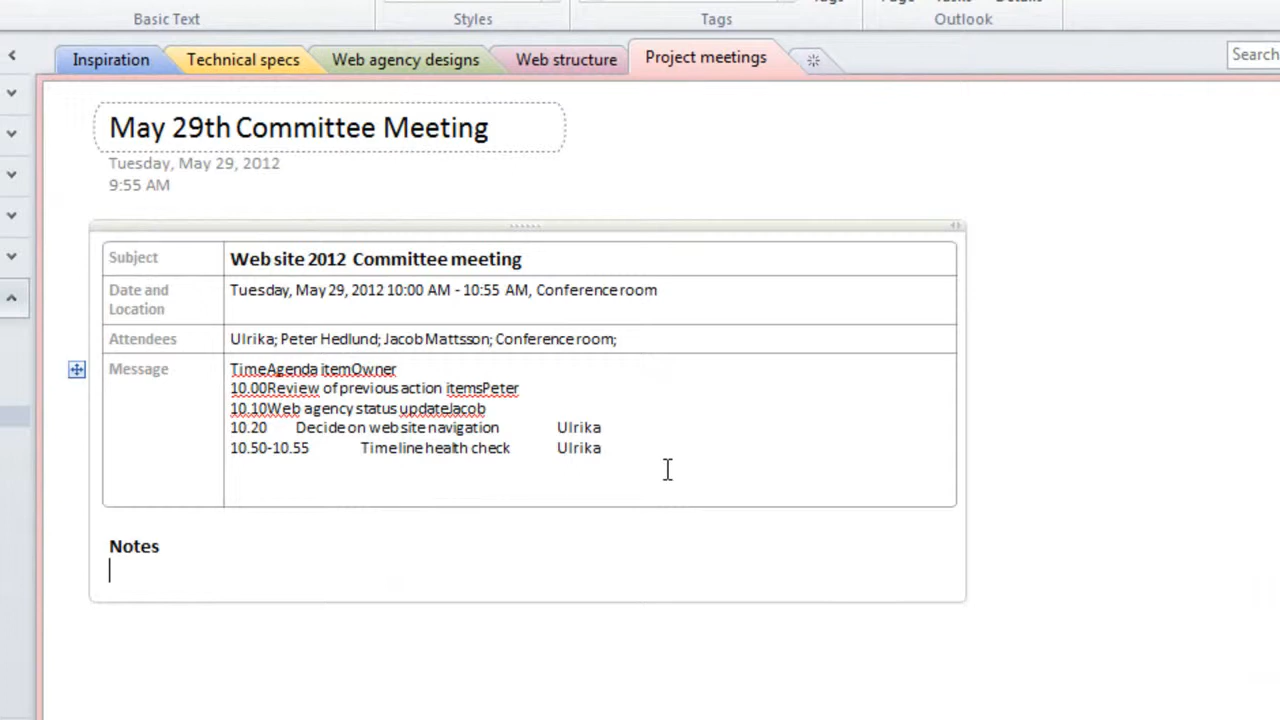 Basic Text Styles Tags Outlook
Inspiration Technical specs Web agency designs Web structure Project meetings Search
May 29th Committee Meeting
Tuesday, May 29, 2012
9:55 AM
Subject Web site 2012 Committee meeting
Date and Location Tuesday, May 29, 2012 10:00 AM - 10:55 AM, Conference room
Attendees Ulrika; Peter Hedlund; Jacob Mattsson; Conference room;
Message TimeAgenda itemOwner
10.00Review of previous action itemsPeter
10.10Web agency status updateJacob
10.20 Decide on web site navigation Ulrika
10.50-10.55 Timeline health check Ulrika
Notes